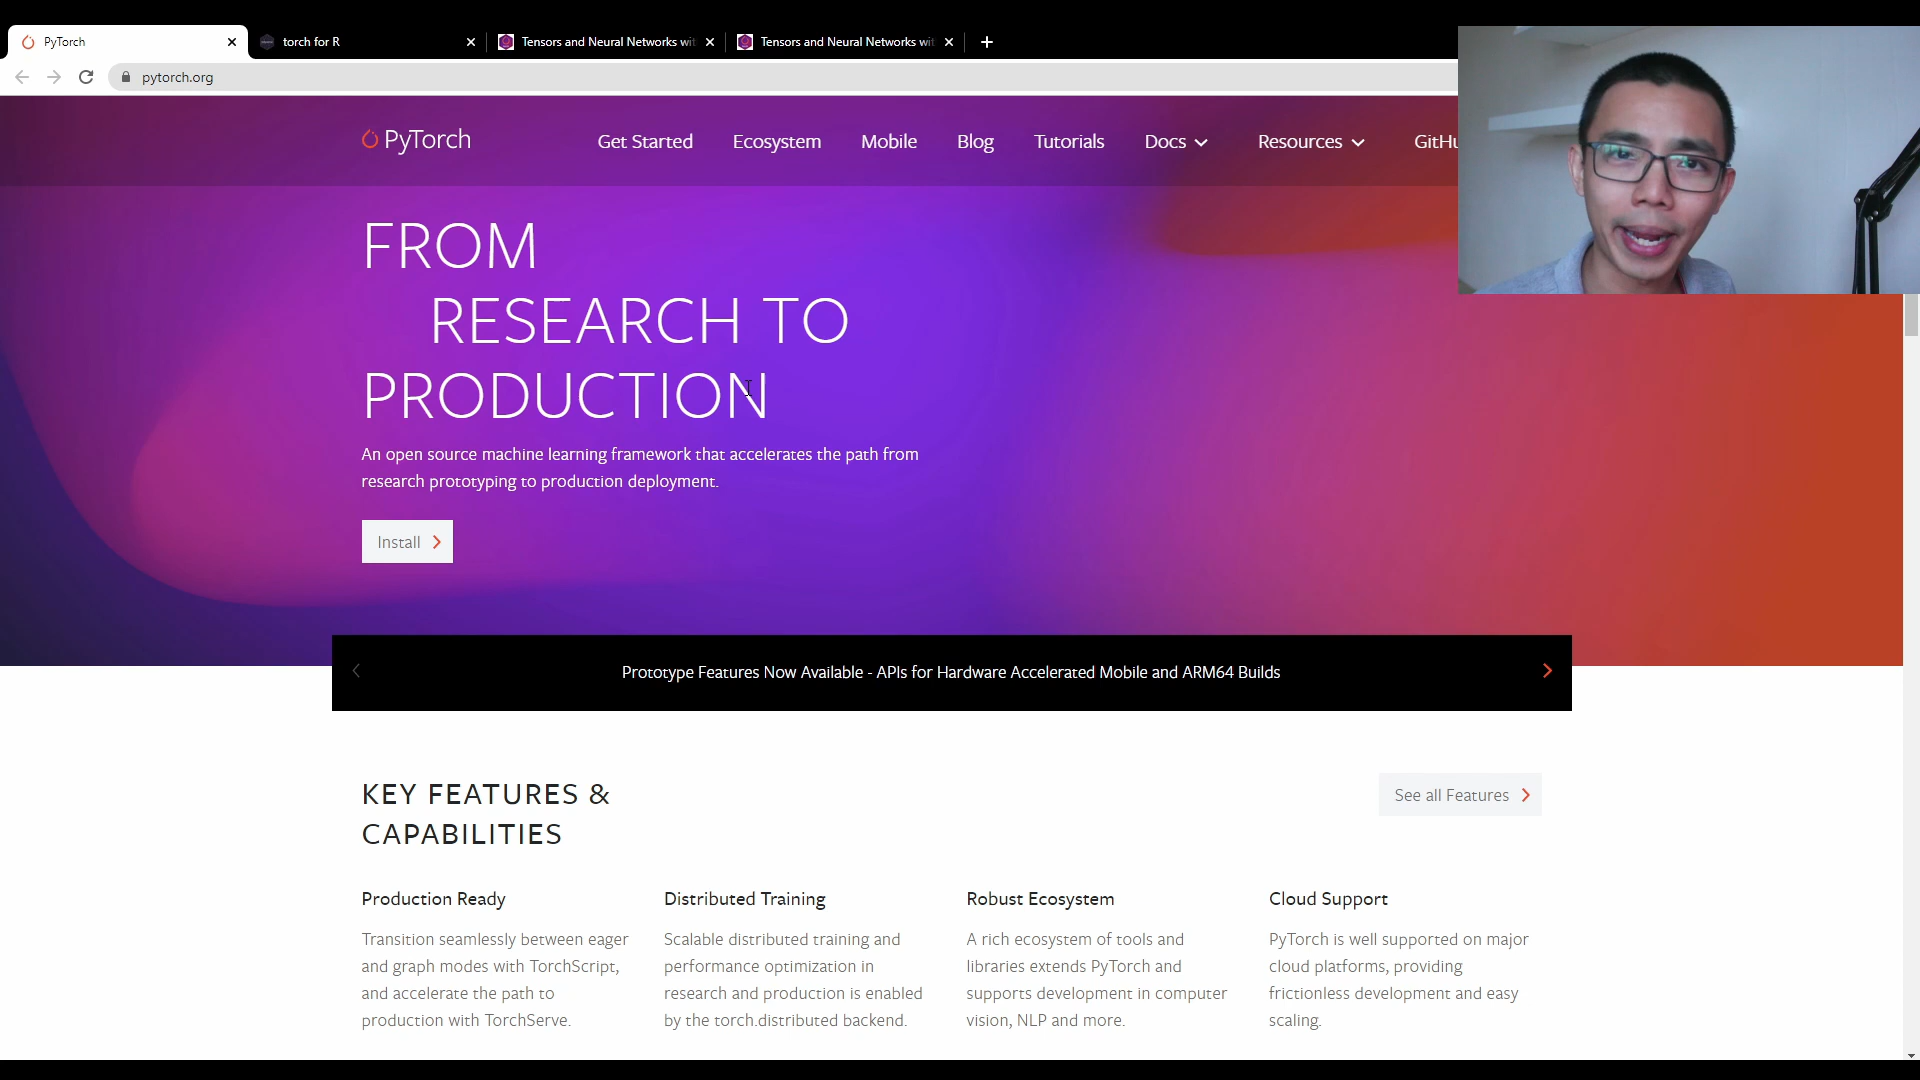 PyTorch
torch for R
Tensors and Neural Networks wit
Tensors and Neural Networks wit
pytorch.org
PyTorch
Get Started
Ecosystem
Mobile
Blog
Tutorials
Docs
Resources
GitHu
FROM
RESEARCH TO
PRODUCTION
An open source machine learning framework that accelerates the path from
research prototyping to production deployment.
Install
Prototype Features Now Available - APIs for Hardware Accelerated Mobile and ARM64 Builds
KEY FEATURES &
CAPABILITIES
See all Features
Production Ready
Transition seamlessly between eager
and graph modes with TorchScript,
and accelerate the path to
production with TorchServe.
Distributed Training
Scalable distributed training and
performance optimization in
research and production is enabled
by the torch.distributed backend.
Robust Ecosystem
A rich ecosystem of tools and
libraries extends PyTorch and
supports development in computer
vision, NLP and more.
Cloud Support
PyTorch is well supported on major
cloud platforms, providing
frictionless development and easy
scaling.